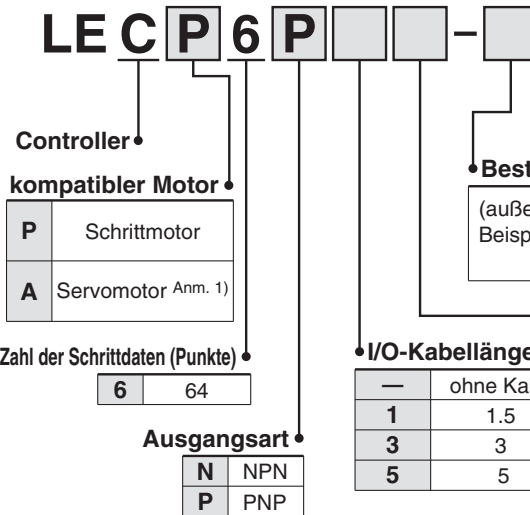 LE C P 6 P –
Controller
kompatibler Motor
P Schrittmotor
A Servomotor Anm. 1)
Zahl der Schrittdaten (Punkte)
6 64
Ausgangsart
N NPN
P PNP
I/O-Kabellänge
— ohne Ka
1 1.5
3 3
5 5
Best
(auße
Beisp